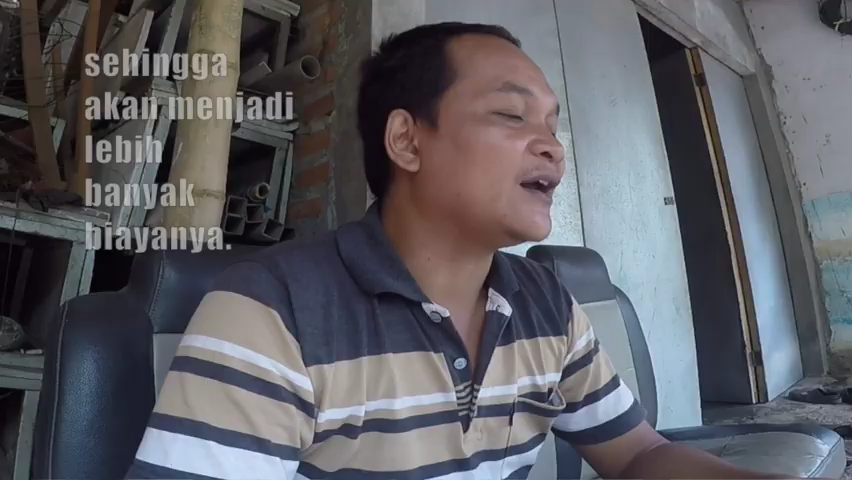 sehingga
akan menjadi
lebih
banyak
biayanya.